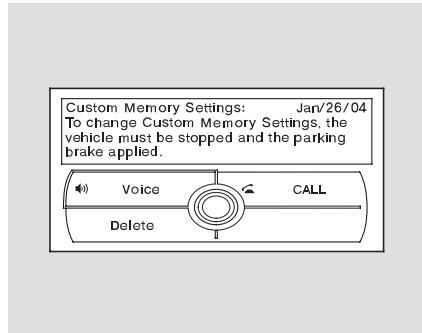 Custom Memory Settings: Jan/26/04
To change Custom Memory Settings, the
vehicle must be stopped and the parking
brake applied.
Voice CALL
Delete